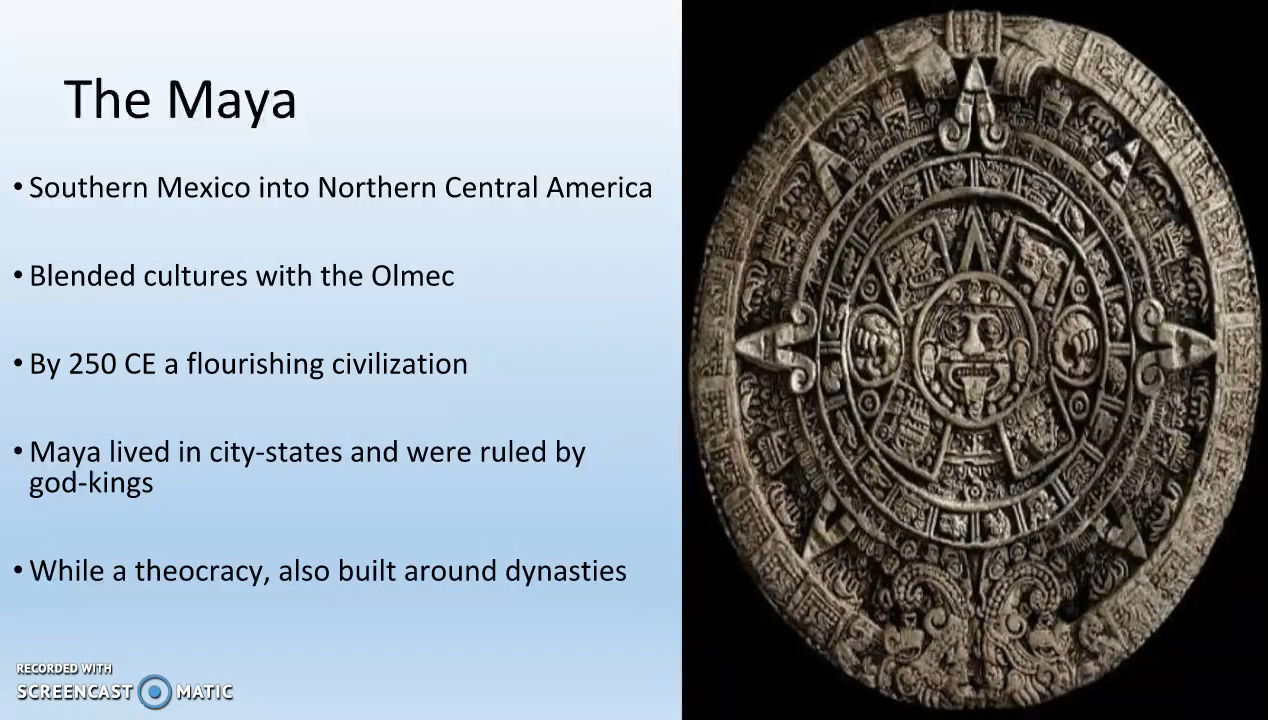 The Maya
• Southern Mexico into Northern Central America
• Blended cultures with the Olmec
• By 250 CE a flourishing civilization
• Maya lived in city-states and were ruled by
god-kings
• While a theocracy, also built around dynasties
RECORDED WITH
SCREENCAST MATIC